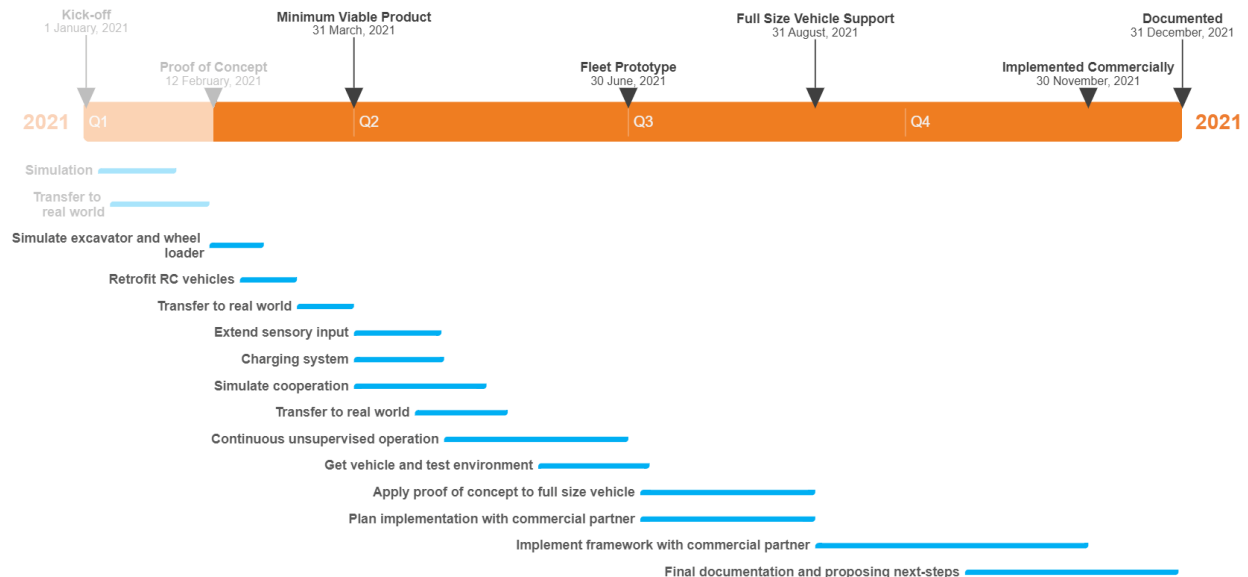 Kick-off
1 January, 2021
Minimum Viable Product
31 March, 2021
Full Size Vehicle Support
31 August, 2021
Documented
31 December, 2021
Proof of Concept
12 February, 2021
Fleet Prototype
30 June, 2021
Implemented Commercially
30 November, 2021
2021
Q1
Q2
Q3
Q4
2021
Simulation
Transfer to
real world
Simulate excavator and wheel
loader
Retrofit RC vehicles
Transfer to real world
Extend sensory input
Charging system
Simulate cooperation
Transfer to real world
Continuous unsupervised operation
Get vehicle and test environment
Apply proof of concept to full size vehicle
Plan implementation with commercial partner
Implement framework with commercial partner
Final documentation and proposing next-steps